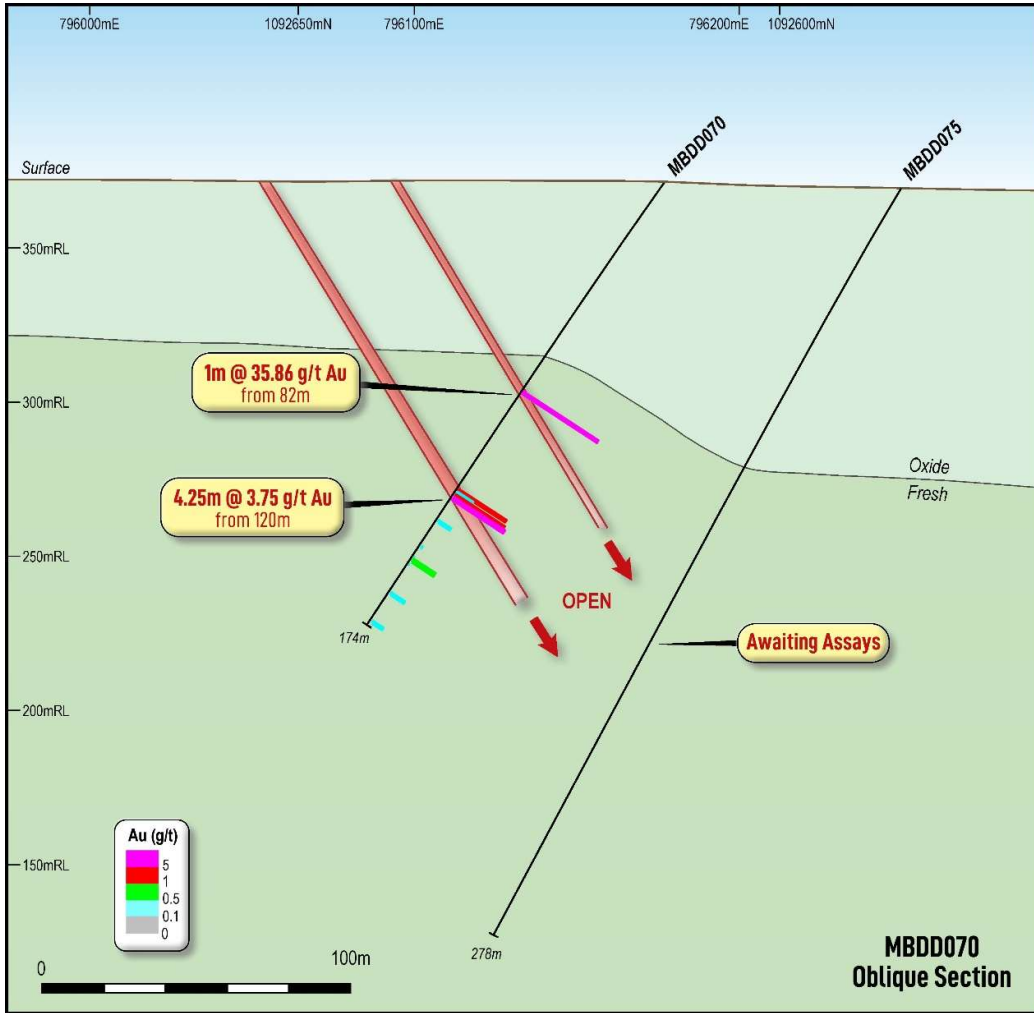 796000mE
1092650mN
796100mE
796200mE
1092600mN
MBDD070
MBDD075
Surface
350mRL
300mRL
250mRL
200mRL
150mRL
1m @ 35.86 g/t Au
from 82m
4.25m @ 3.75 g/t Au
from 120m
Oxide
Fresh
OPEN
174m
Awaiting Assays
278m
Au (g/t)
5
1
0.5
0.1
0
0
100m
MBDD070
Oblique Section